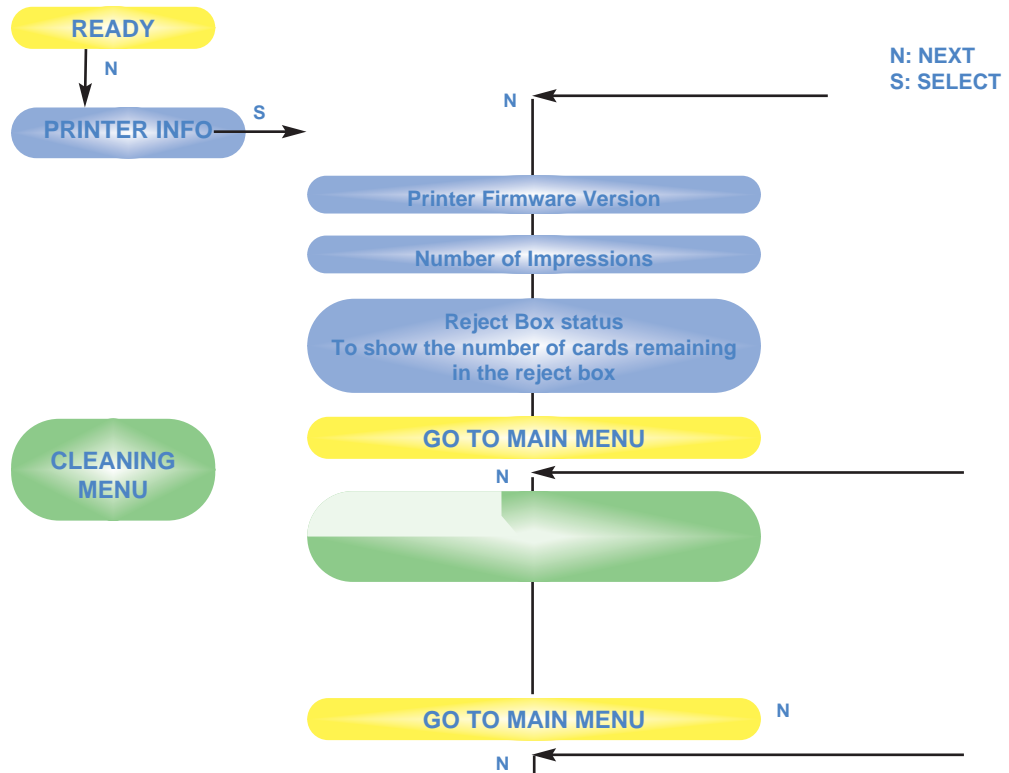 READY
N
N: NEXT
S: SELECT
N
S
PRINTER INFO
Printer Firmware Version
Number of Impressions
Reject Box status
To show the number of cards remaining
in the reject box
GO TO MAIN MENU
CLEANING
MENU
N
GO TO MAIN MENU
N
N